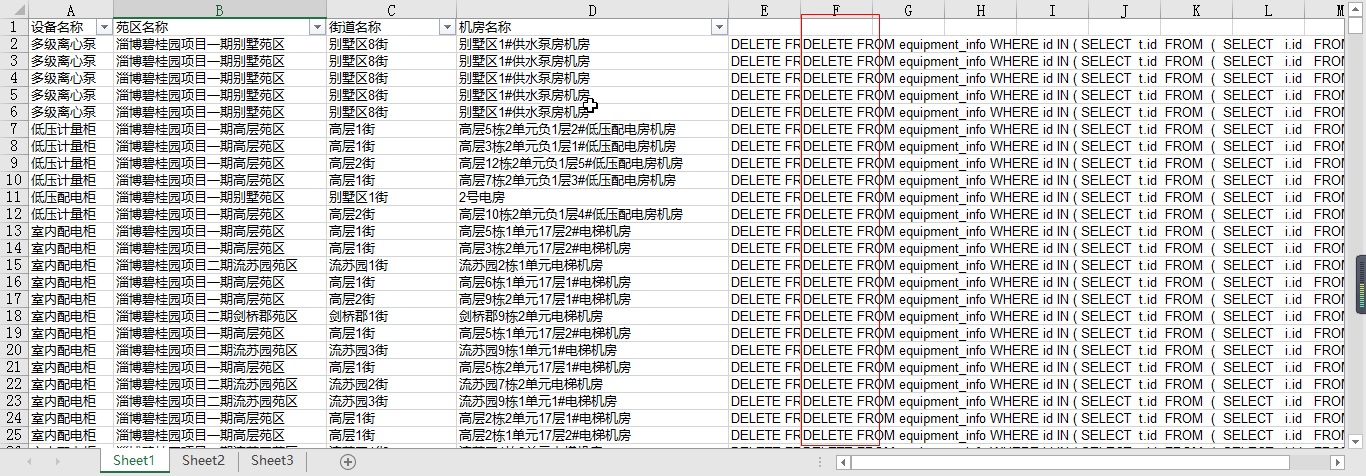 A B C D E F G H I J K L M
1 设备名称 苑区名称 街道名称 机房名称
2 多级离心泵 淄博碧桂园项目一期别墅苑区 别墅区8街 别墅区1#供水泵房机房 DELETE FR DELETE FROM equipment_info WHERE id IN ( SELECT t.id FROM ( SELECT i.id FROM
3 多级离心泵 淄博碧桂园项目一期别墅苑区 别墅区8街 别墅区1#供水泵房机房 DELETE FR DELETE FROM equipment_info WHERE id IN ( SELECT t.id FROM ( SELECT i.id FROM
4 多级离心泵 淄博碧桂园项目一期别墅苑区 别墅区8街 别墅区1#供水泵房机房 DELETE FR DELETE FROM equipment_info WHERE id IN ( SELECT t.id FROM ( SELECT i.id FROM
5 多级离心泵 淄博碧桂园项目一期别墅苑区 别墅区8街 别墅区1#供水泵房机房 DELETE FR DELETE FROM equipment_info WHERE id IN ( SELECT t.id FROM ( SELECT i.id FROM
6 多级离心泵 淄博碧桂园项目一期别墅苑区 别墅区8街 别墅区1#供水泵房机房 DELETE FR DELETE FROM equipment_info WHERE id IN ( SELECT t.id FROM ( SELECT i.id FROM
7 低压计量柜 淄博碧桂园项目一期高层苑区 高层1街 高层5栋2单元负1层2#低压配电房机房 DELETE FR DELETE FROM equipment_info WHERE id IN ( SELECT t.id FROM ( SELECT i.id FROM
8 低压计量柜 淄博碧桂园项目一期高层苑区 高层1街 高层3栋2单元负1层1#低压配电房机房 DELETE FR DELETE FROM equipment_info WHERE id IN ( SELECT t.id FROM ( SELECT i.id FROM
9 低压计量柜 淄博碧桂园项目一期高层苑区 高层2街 高层12栋2单元负1层5#低压配电房机房 DELETE FR DELETE FROM equipment_info WHERE id IN ( SELECT t.id FROM ( SELECT i.id FROM
10 低压计量柜 淄博碧桂园项目一期高层苑区 高层1街 高层7栋2单元负1层3#低压配电房机房 DELETE FR DELETE FROM equipment_info WHERE id IN ( SELECT t.id FROM ( SELECT i.id FROM
11 低压配电柜 淄博碧桂园项目一期别墅苑区 别墅区1街 2号电房 DELETE FR DELETE FROM equipment_info WHERE id IN ( SELECT t.id FROM ( SELECT i.id FROM
12 低压计量柜 淄博碧桂园项目一期高层苑区 高层2街 高层10栋2单元负1层4#低压配电房机房 DELETE FR DELETE FROM equipment_info WHERE id IN ( SELECT t.id FROM ( SELECT i.id FROM
13 室内配电柜 淄博碧桂园项目一期高层苑区 高层1街 高层5栋1单元17层2#电梯机房 DELETE FR DELETE FROM equipment_info WHERE id IN ( SELECT t.id FROM ( SELECT i.id FROM
14 室内配电柜 淄博碧桂园项目一期高层苑区 高层1街 高层3栋2单元17层2#电梯机房 DELETE FR DELETE FROM equipment_info WHERE id IN ( SELECT t.id FROM ( SELECT i.id FROM
15 室内配电柜 淄博碧桂园项目二期流苏园苑区 流苏园1街 流苏园2栋1单元电梯机房 DELETE FR DELETE FROM equipment_info WHERE id IN ( SELECT t.id FROM ( SELECT i.id FROM
16 室内配电柜 淄博碧桂园项目一期高层苑区 高层1街 高层6栋1单元17层1#电梯机房 DELETE FR DELETE FROM equipment_info WHERE id IN ( SELECT t.id FROM ( SELECT i.id FROM
17 室内配电柜 淄博碧桂园项目一期高层苑区 高层2街 高层9栋2单元17层1#电梯机房 DELETE FR DELETE FROM equipment_info WHERE id IN ( SELECT t.id FROM ( SELECT i.id FROM
18 室内配电柜 淄博碧桂园项目二期剑桥郡苑区 剑桥郡1街 剑桥郡9栋2单元电梯机房 DELETE FR DELETE FROM equipment_info WHERE id IN ( SELECT t.id FROM ( SELECT i.id FROM
19 室内配电柜 淄博碧桂园项目一期高层苑区 高层1街 高层5栋1单元17层2#电梯机房 DELETE FR DELETE FROM equipment_info WHERE id IN ( SELECT t.id FROM ( SELECT i.id FROM
20 室内配电柜 淄博碧桂园项目二期流苏园苑区 流苏园3街 流苏园9栋1单元1#电梯机房 DELETE FR DELETE FROM equipment_info WHERE id IN ( SELECT t.id FROM ( SELECT i.id FROM
21 室内配电柜 淄博碧桂园项目一期高层苑区 高层1街 高层5栋2单元17层1#电梯机房 DELETE FR DELETE FROM equipment_info WHERE id IN ( SELECT t.id FROM ( SELECT i.id FROM
22 室内配电柜 淄博碧桂园项目二期流苏园苑区 流苏园2街 流苏园7栋2单元电梯机房 DELETE FR DELETE FROM equipment_info WHERE id IN ( SELECT t.id FROM ( SELECT i.id FROM
23 室内配电柜 淄博碧桂园项目二期流苏园苑区 流苏园3街 流苏园9栋1单元1#电梯机房 DELETE FR DELETE FROM equipment_info WHERE id IN ( SELECT t.id FROM ( SELECT i.id FROM
24 室内配电柜 淄博碧桂园项目一期高层苑区 高层1街 高层2栋2单元17层1#电梯机房 DELETE FR DELETE FROM equipment_info WHERE id IN ( SELECT t.id FROM ( SELECT i.id FROM
25 室内配电柜 淄博碧桂园项目一期高层苑区 高层1街 高层2栋1单元17层2#电梯机房 DELETE FR DELETE FROM equipment_info WHERE id IN ( SELECT t.id FROM ( SELECT i.id FROM
Sheet1 Sheet2 Sheet3